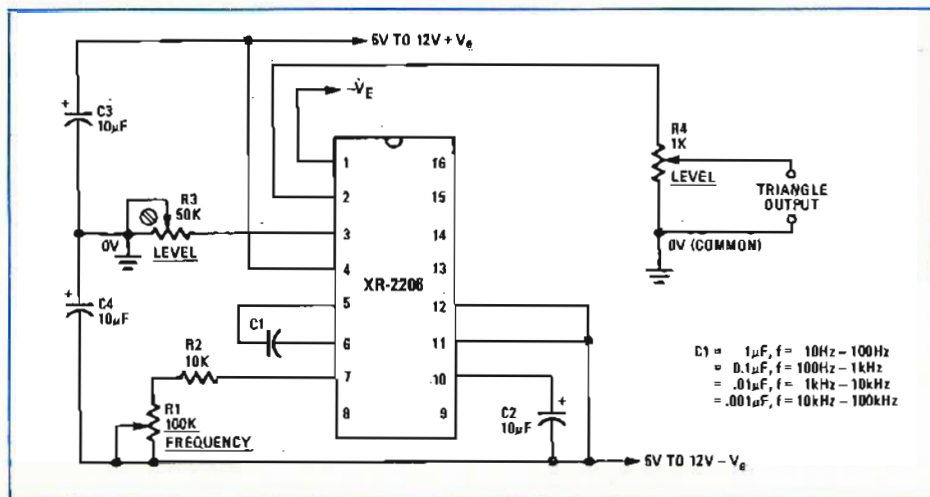 6V TO 12V + Ve
-VE
C3
10µF
R3
50K
0V
LEVEL
C4
10µF
C1
R2
10K
R1
100K
FREQUENCY
1
2
3
4
5
6
7
8
XR-2206
16
15
14
13
12
11
10
9
C2
10µF
R4
1K
LEVEL
TRIANGLE
OUTPUT
0V (COMMON)
C1 = 1µF, f = 10Hz – 100Hz
= 0.1µF, f = 100Hz – 1kHz
= .01µF, f = 1kHz – 10kHz
= .001µF, f = 10kHz – 100kHz
6V TO 12V – Ve